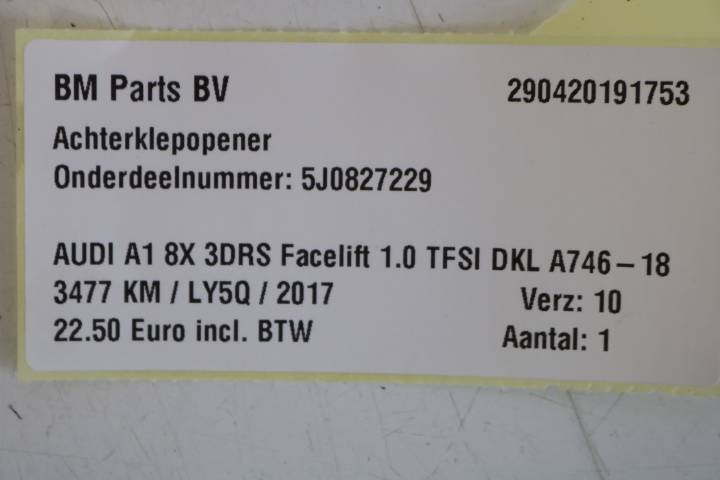 BM Parts BV 290420191753
Achterklepopener
Onderdeelnummer: 5J0827229
AUDI A1 8X 3DRS Facelift 1.0 TFSI DKL A746-18
3477 KM / LY5Q / 2017 Verz: 10
22.50 Euro incl. BTW Aantal: 1